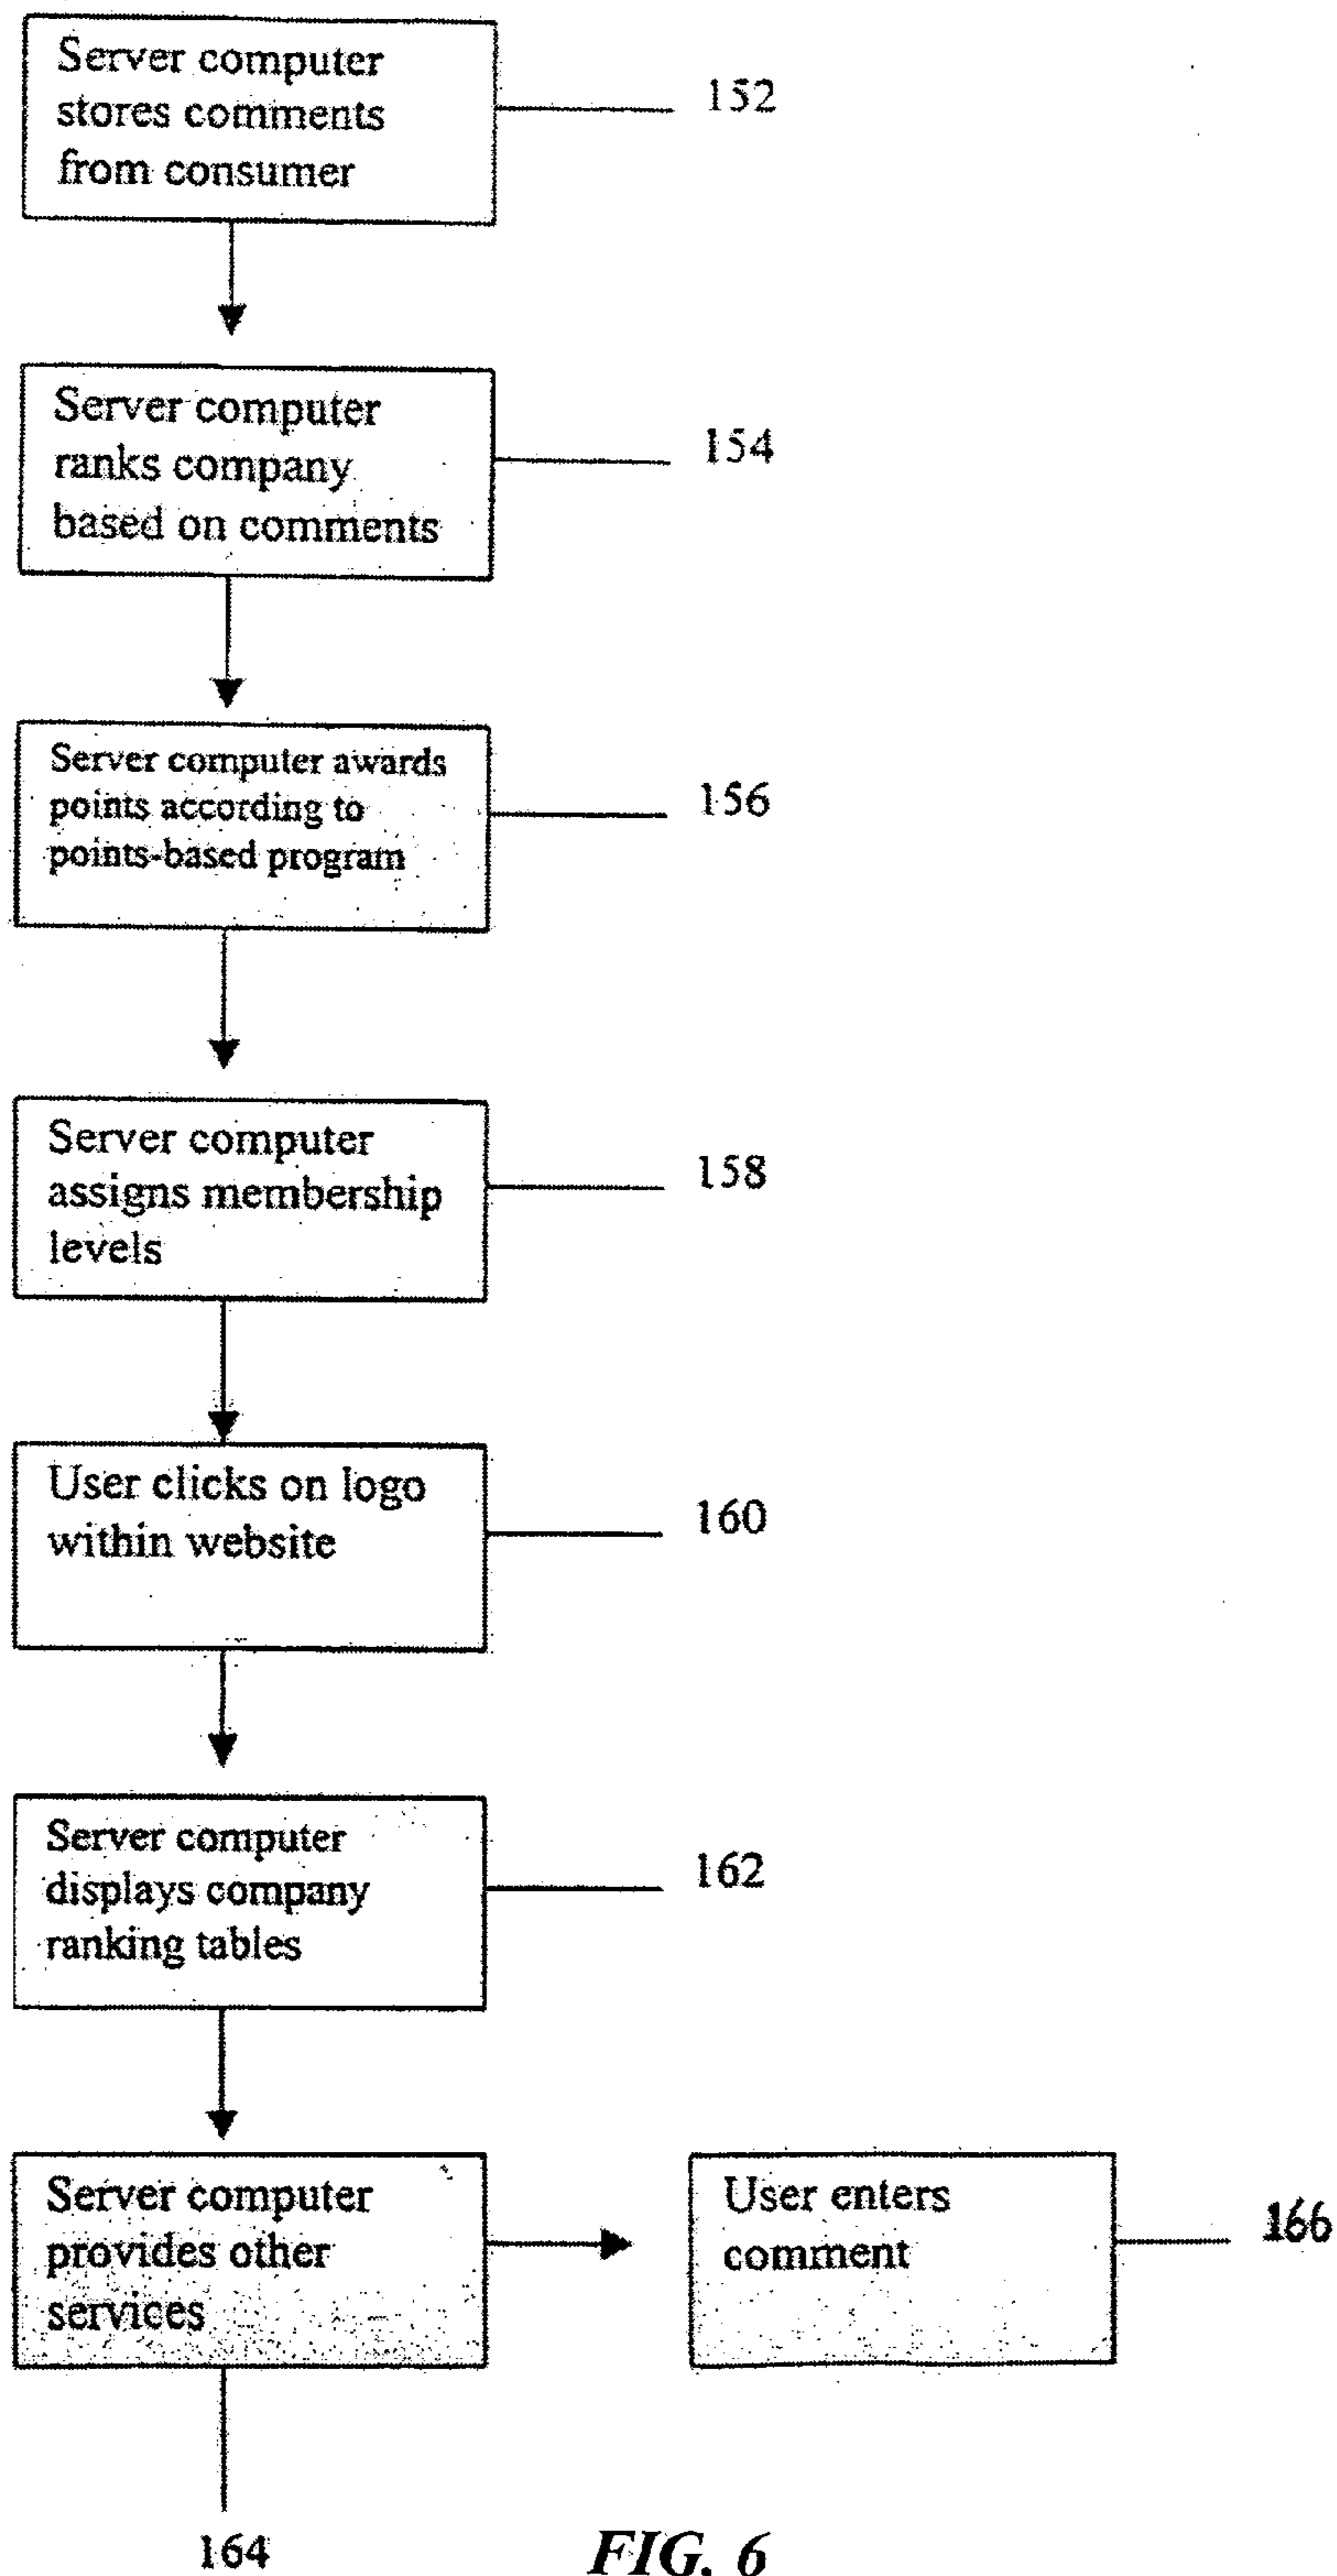 Server computer
stores comments
from consumer
152
Server computer
ranks company
based on comments
154
Server computer awards
points according to
points-based program
156
Server computer
assigns membership
levels
158
User clicks on logo
within website
160
Server computer
displays company
ranking tables
162
Server computer
provides other
services
User enters
comment
166
164
FIG. 6